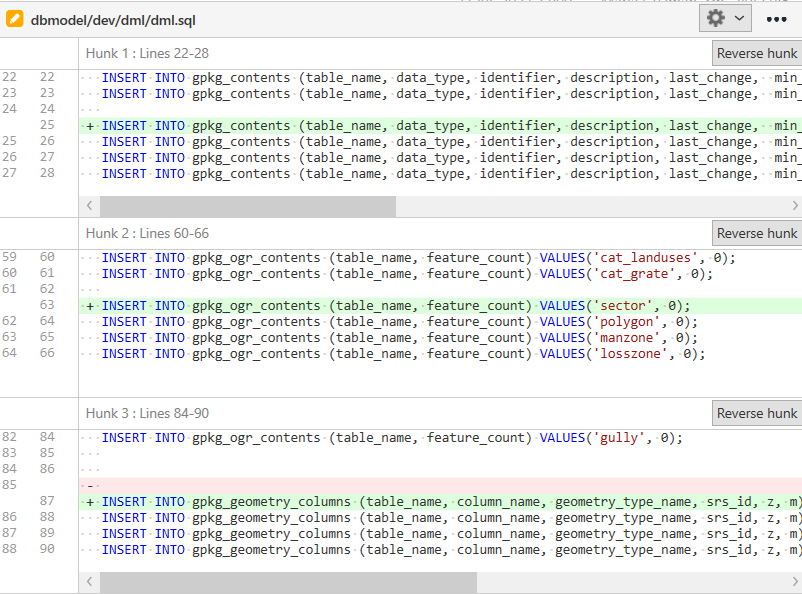 dbmodel/dev/dml/dml.sql
Hunk 1 : Lines 22-28
Reverse hunk
22 22 INSERT INTO gpkg_contents (table_name, data_type, identifier, description, last_change, min_
23 23 INSERT INTO gpkg_contents (table_name, data_type, identifier, description, last_change, min_
24 24
25 + INSERT INTO gpkg_contents (table_name, data_type, identifier, description, last_change, min_
25 26 INSERT INTO gpkg_contents (table_name, data_type, identifier, description, last_change, min_
26 27 INSERT INTO gpkg_contents (table_name, data_type, identifier, description, last_change, min_
27 28 INSERT INTO gpkg_contents (table_name, data_type, identifier, description, last_change, min_
Hunk 2 : Lines 60-66
Reverse hunk
59 60 INSERT INTO gpkg_ogr_contents (table_name, feature_count) VALUES('cat_landuses', 0);
60 61 INSERT INTO gpkg_ogr_contents (table_name, feature_count) VALUES('cat_grate', 0);
61 62
63 + INSERT INTO gpkg_ogr_contents (table_name, feature_count) VALUES('sector', 0);
62 64 INSERT INTO gpkg_ogr_contents (table_name, feature_count) VALUES('polygon', 0);
63 65 INSERT INTO gpkg_ogr_contents (table_name, feature_count) VALUES('manzone', 0);
64 66 INSERT INTO gpkg_ogr_contents (table_name, feature_count) VALUES('losszone', 0);
Hunk 3 : Lines 84-90
Reverse hunk
82 84 INSERT INTO gpkg_ogr_contents (table_name, feature_count) VALUES('gully', 0);
83 85
84 86
85 -
87 + INSERT INTO gpkg_geometry_columns (table_name, column_name, geometry_type_name, srs_id, z, m)
86 88 INSERT INTO gpkg_geometry_columns (table_name, column_name, geometry_type_name, srs_id, z, m)
87 89 INSERT INTO gpkg_geometry_columns (table_name, column_name, geometry_type_name, srs_id, z, m)
88 90 INSERT INTO gpkg_geometry_columns (table_name, column_name, geometry_type_name, srs_id, z, m)